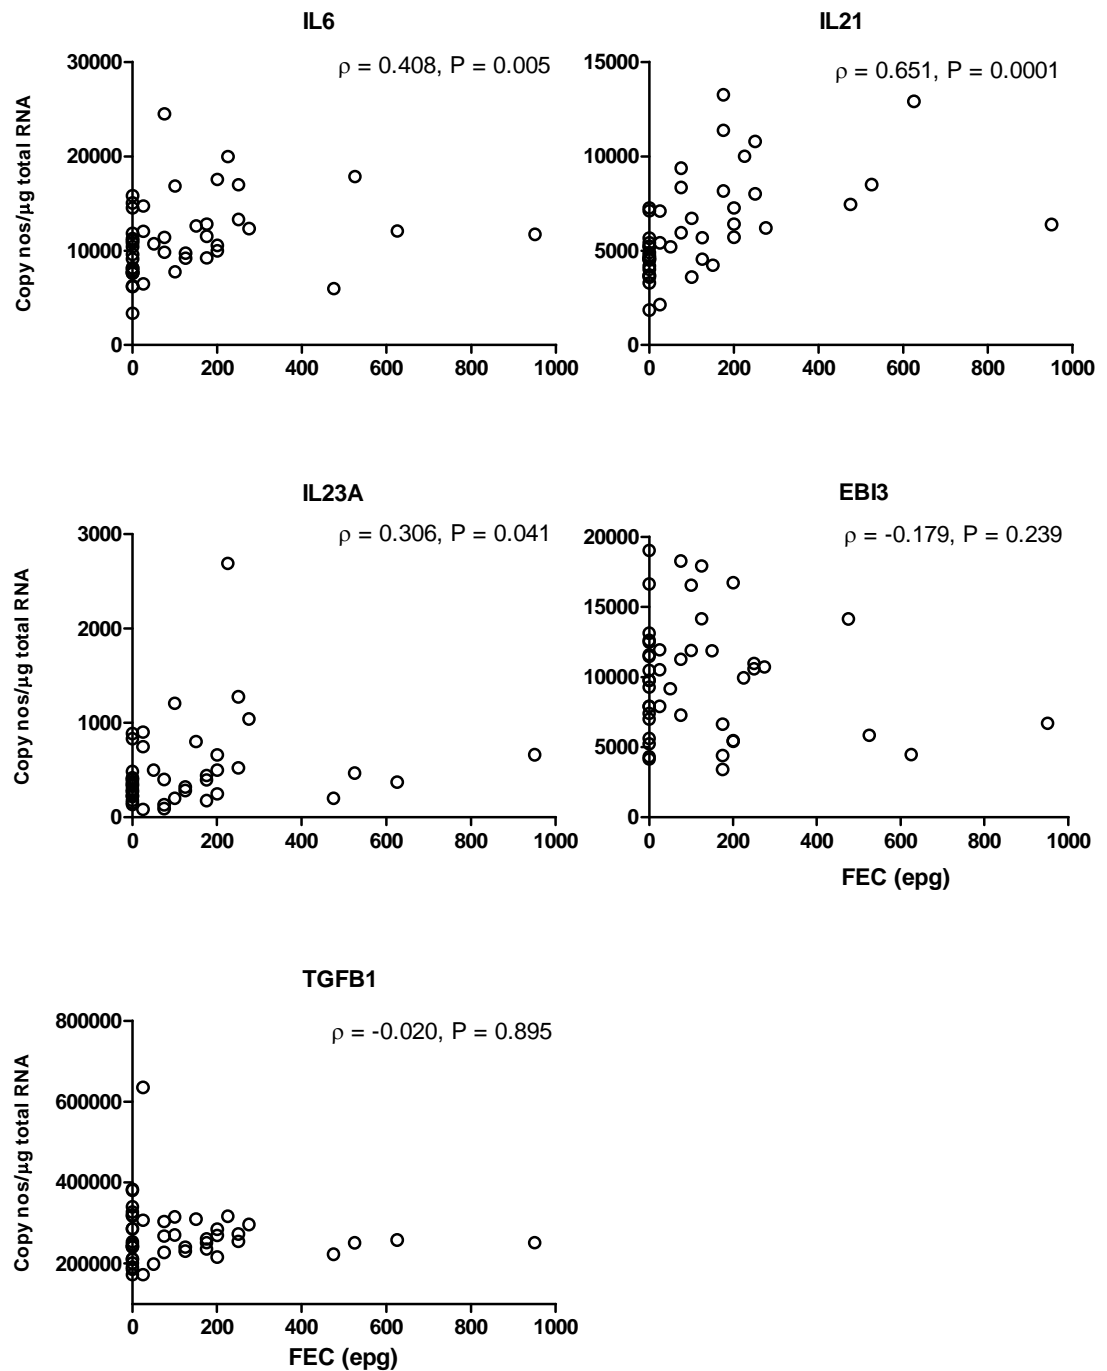 IL6
ρ = 0.408, P = 0.005
Copy nos/μg total RNA
30000
20000
10000
0
0 200 400 600 800 1000
IL21
ρ = 0.651, P = 0.0001
15000
10000
5000
0
0 200 400 600 800 1000
IL23A
ρ = 0.306, P = 0.041
Copy nos/μg total RNA
3000
2000
1000
0
0 200 400 600 800 1000
EBI3
ρ = -0.179, P = 0.239
20000
15000
10000
5000
0
0 200 400 600 800 1000
FEC (epg)
TGFB1
ρ = -0.020, P = 0.895
Copy nos/μg total RNA
800000
600000
400000
200000
0 200 400 600 800 1000
FEC (epg)